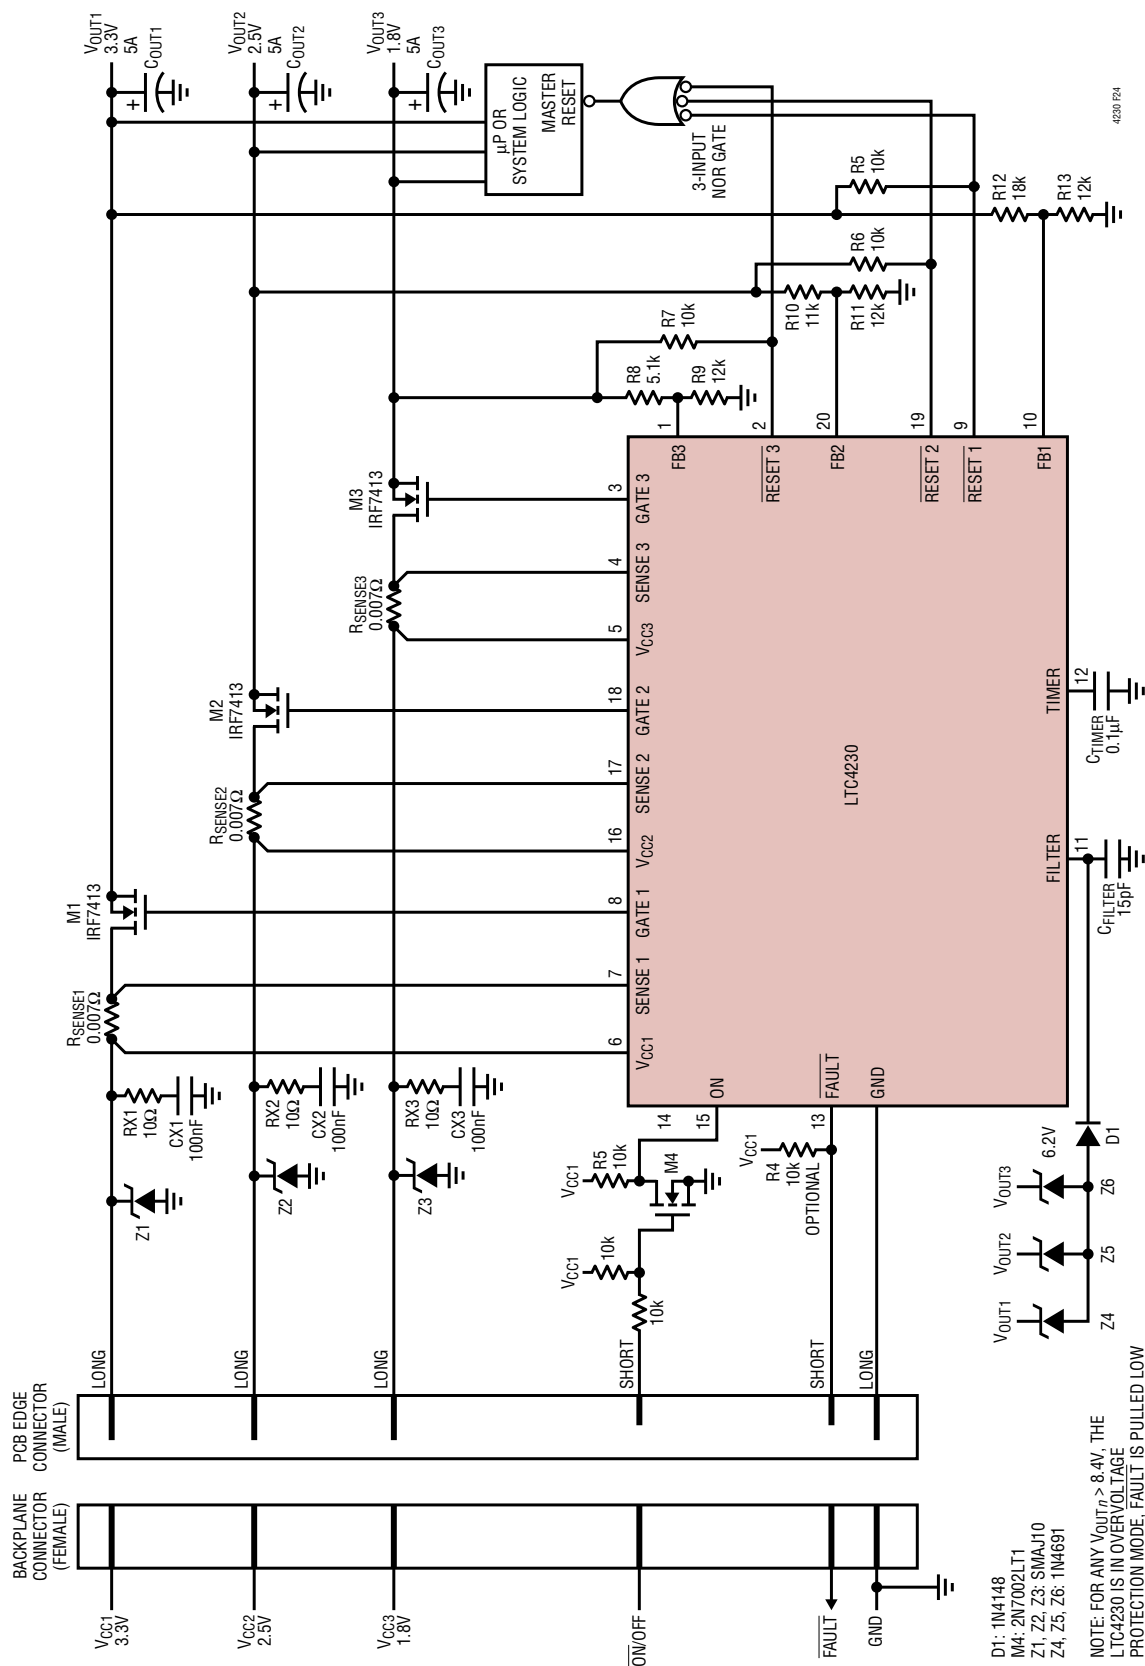 BACKPLANE
CONNECTOR
(FEMALE)
PCB EDGE
CONNECTOR
(MALE)
VCC1
3.3V
LONG
Z1
RX1
10Ω
CX1
100nF
RSENSE1
0.007Ω
M1
IRF7413
VOUT1
3.3V
5A
+
COUT1
VCC2
2.5V
LONG
Z2
RX2
10Ω
CX2
100nF
RSENSE2
0.007Ω
M2
IRF7413
VOUT2
2.5V
5A
+
COUT2
VCC3
1.8V
LONG
Z3
RX3
10Ω
CX3
100nF
RSENSE3
0.007Ω
M3
IRF7413
VOUT3
1.8V
5A
+
COUT3
µP OR
SYSTEM LOGIC
MASTER
RESET
3-INPUT
NOR GATE
6
VCC1
7
SENSE 1
8
GATE 1
16
VCC2
17
SENSE 2
18
GATE 2
5
VCC3
4
SENSE 3
3
GATE 3
ON/OFF
SHORT
10k
VCC1
10k
VCC1
R5
10k
M4
14
15
ON
FAULT
SHORT
VCC1
R4
10k
OPTIONAL
13
FAULT
GND
LONG
GND
LTC4230
1
FB3
2
RESET 3
20
FB2
19
RESET 2
9
RESET 1
10
FB1
R8
5.1k
R9
12k
R7
10k
R10
11k
R11
12k
R6
10k
R5
10k
R12
18k
R13
12k
FILTER
11
CFILTER
15pF
TIMER
12
CTIMER
0.1µF
VOUT1
VOUT2
VOUT3
6.2V
Z4
Z5
Z6
D1
D1: 1N4148
M4: 2N7002LT1
Z1, Z2, Z3: SMAJ10
Z4, Z5, Z6: 1N4691
NOTE: FOR ANY VOUTn > 8.4V, THE
LTC4230 IS IN OVERVOLTAGE
PROTECTION MODE, FAULT IS PULLED LOW
4230 F24